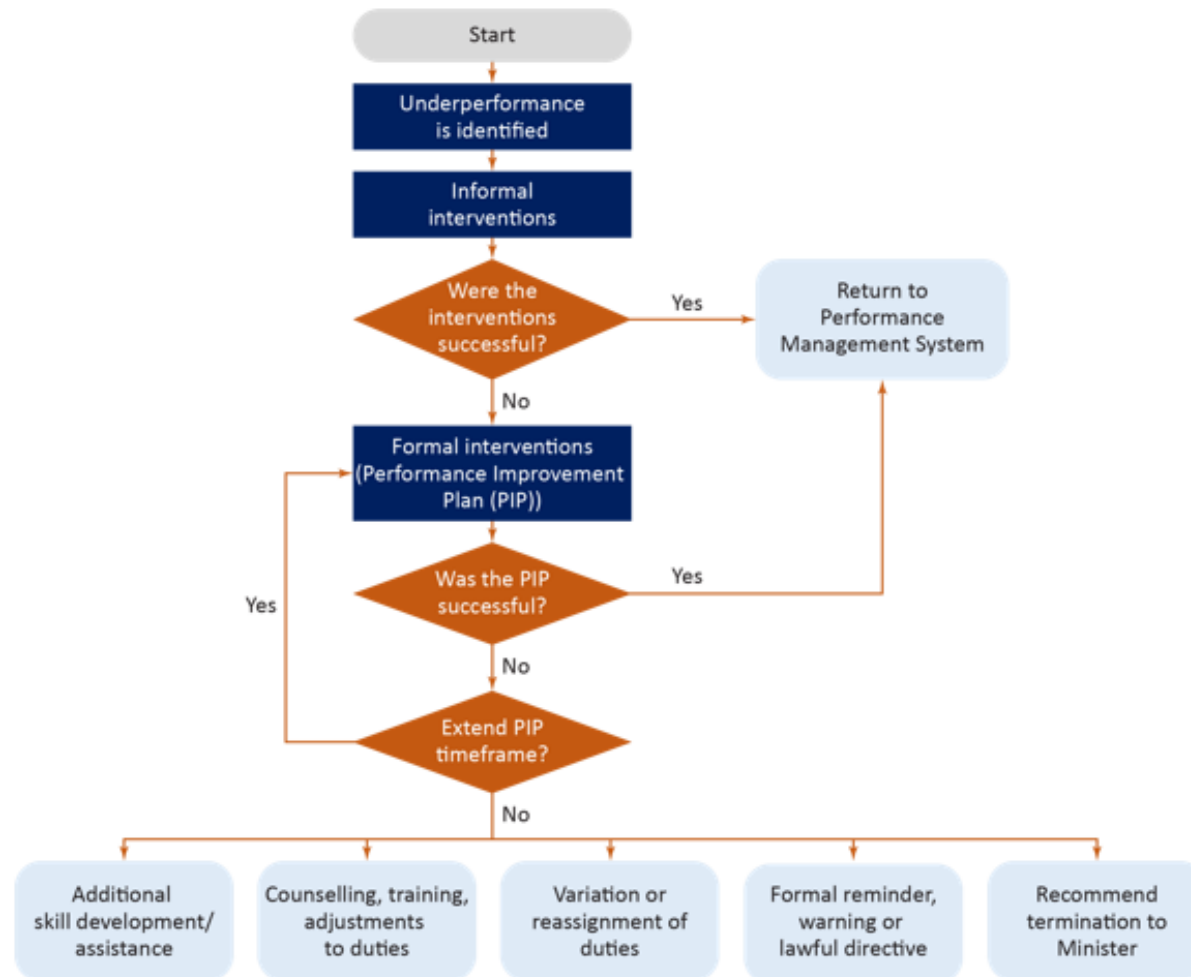 Start
Underperformance
is identified
Informal
interventions
Were the
interventions
successful?
Yes
Return to
Performance
Management System
No
Formal interventions
(Performance Improvement
Plan (PIP))
Was the PIP
successful?
Yes
Yes
No
Extend PIP
timeframe?
No
Additional
skill development/
assistance
Counselling, training,
adjustments
to duties
Variation or
reassignment of
duties
Formal reminder,
warning or
lawful directive
Recommend
termination to
Minister